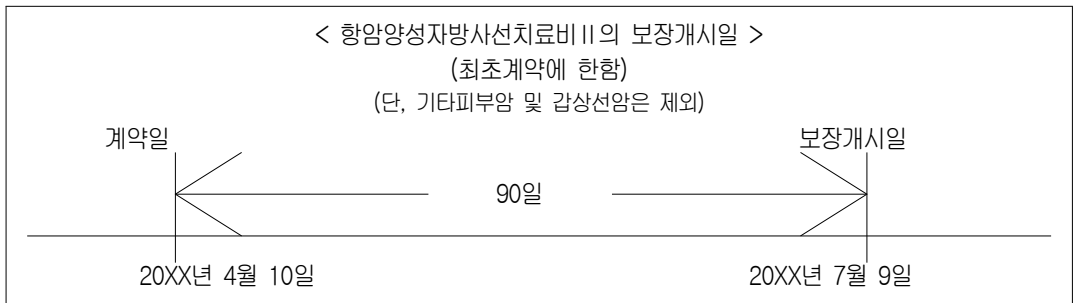 < 항암양성자방사선치료비Ⅱ의 보장개시일 >
(최초계약에 한함)
(단, 기타피부암 및 갑상선암은 제외)
계약일 보장개시일
90일
20XX년 4월 10일 20XX년 7월 9일